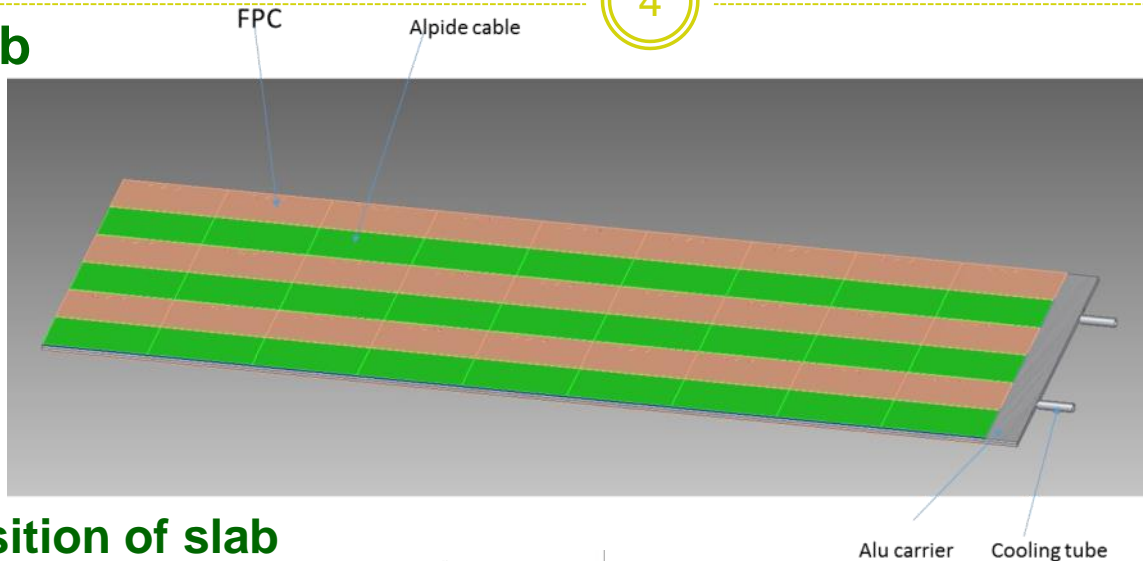 4
FPC
Alpide cable
b
sition of slab
Alu carrier
Cooling tube